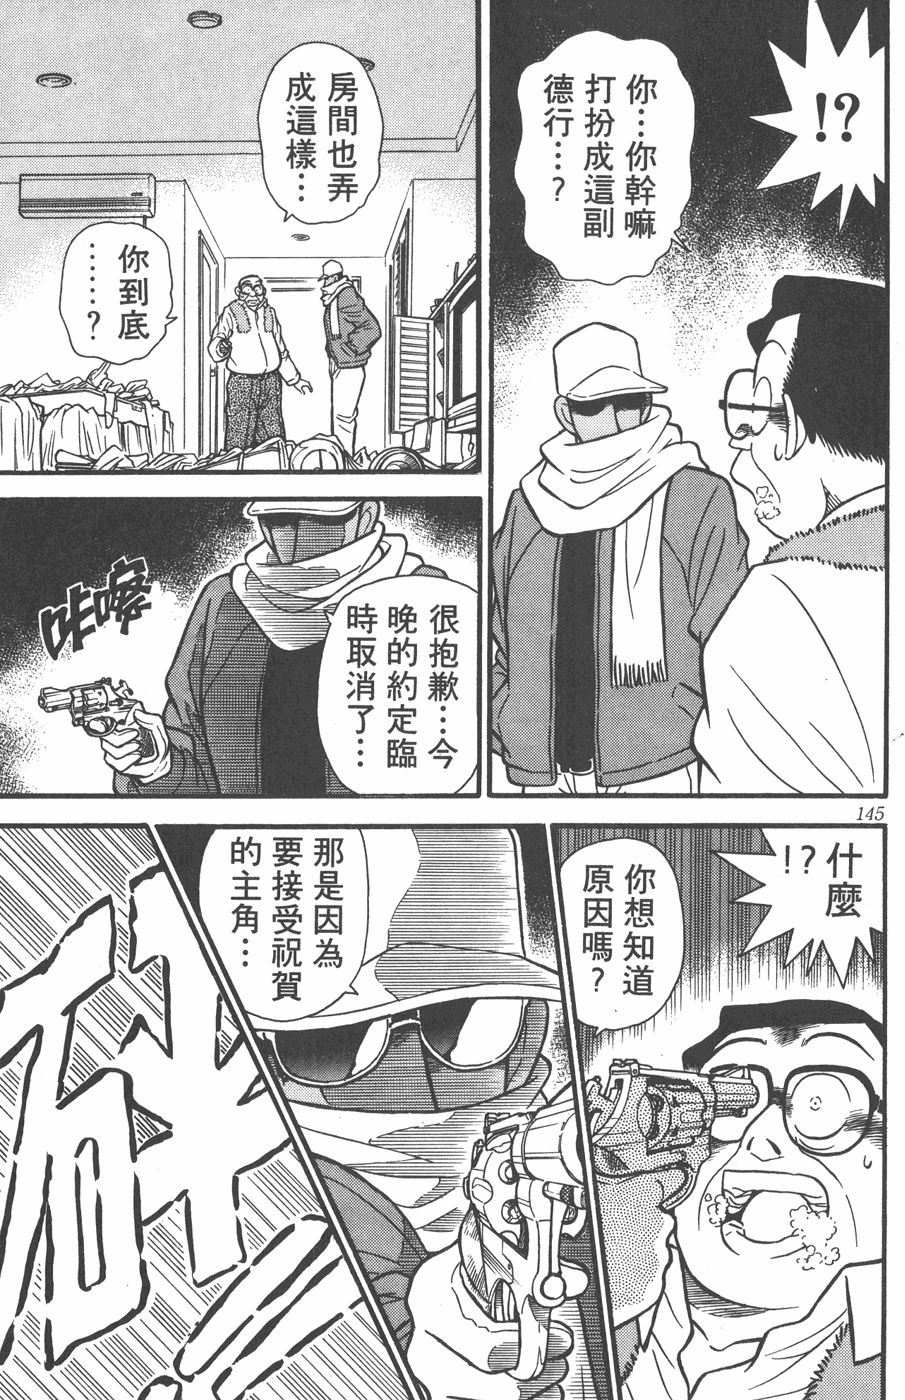 !?
你…你幹嘛
打扮成這副
德行…?
房間也弄
成這樣…
你到底
……?
喀嚓
很抱歉…今
晚的約定臨
時取消了…
145
什麼
!?
你想知道
原因嗎?
那是因為
要接受祝賀
的主角…
砰!!